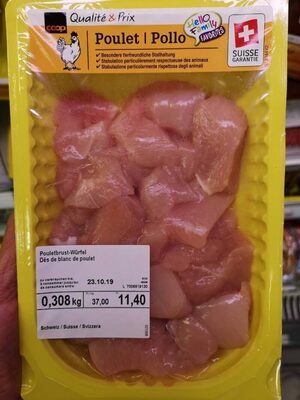 coop
Qualité & Prix
Hello
Family
FAVORITES
Poulet | Pollo
✓ Besonders tierfreundliche Stallhaltung
✓ Stabulation particulièrement respectueuse des animaux
✓ Stabulazione particolarmente rispettosa degli animali
SUISSE
GARANTIE
Pouletbrust-Würfel
Dés de blanc de poulet
23.10.19
0,308 kg
37,00
11,40
Schweiz / Suisse / Svizzera